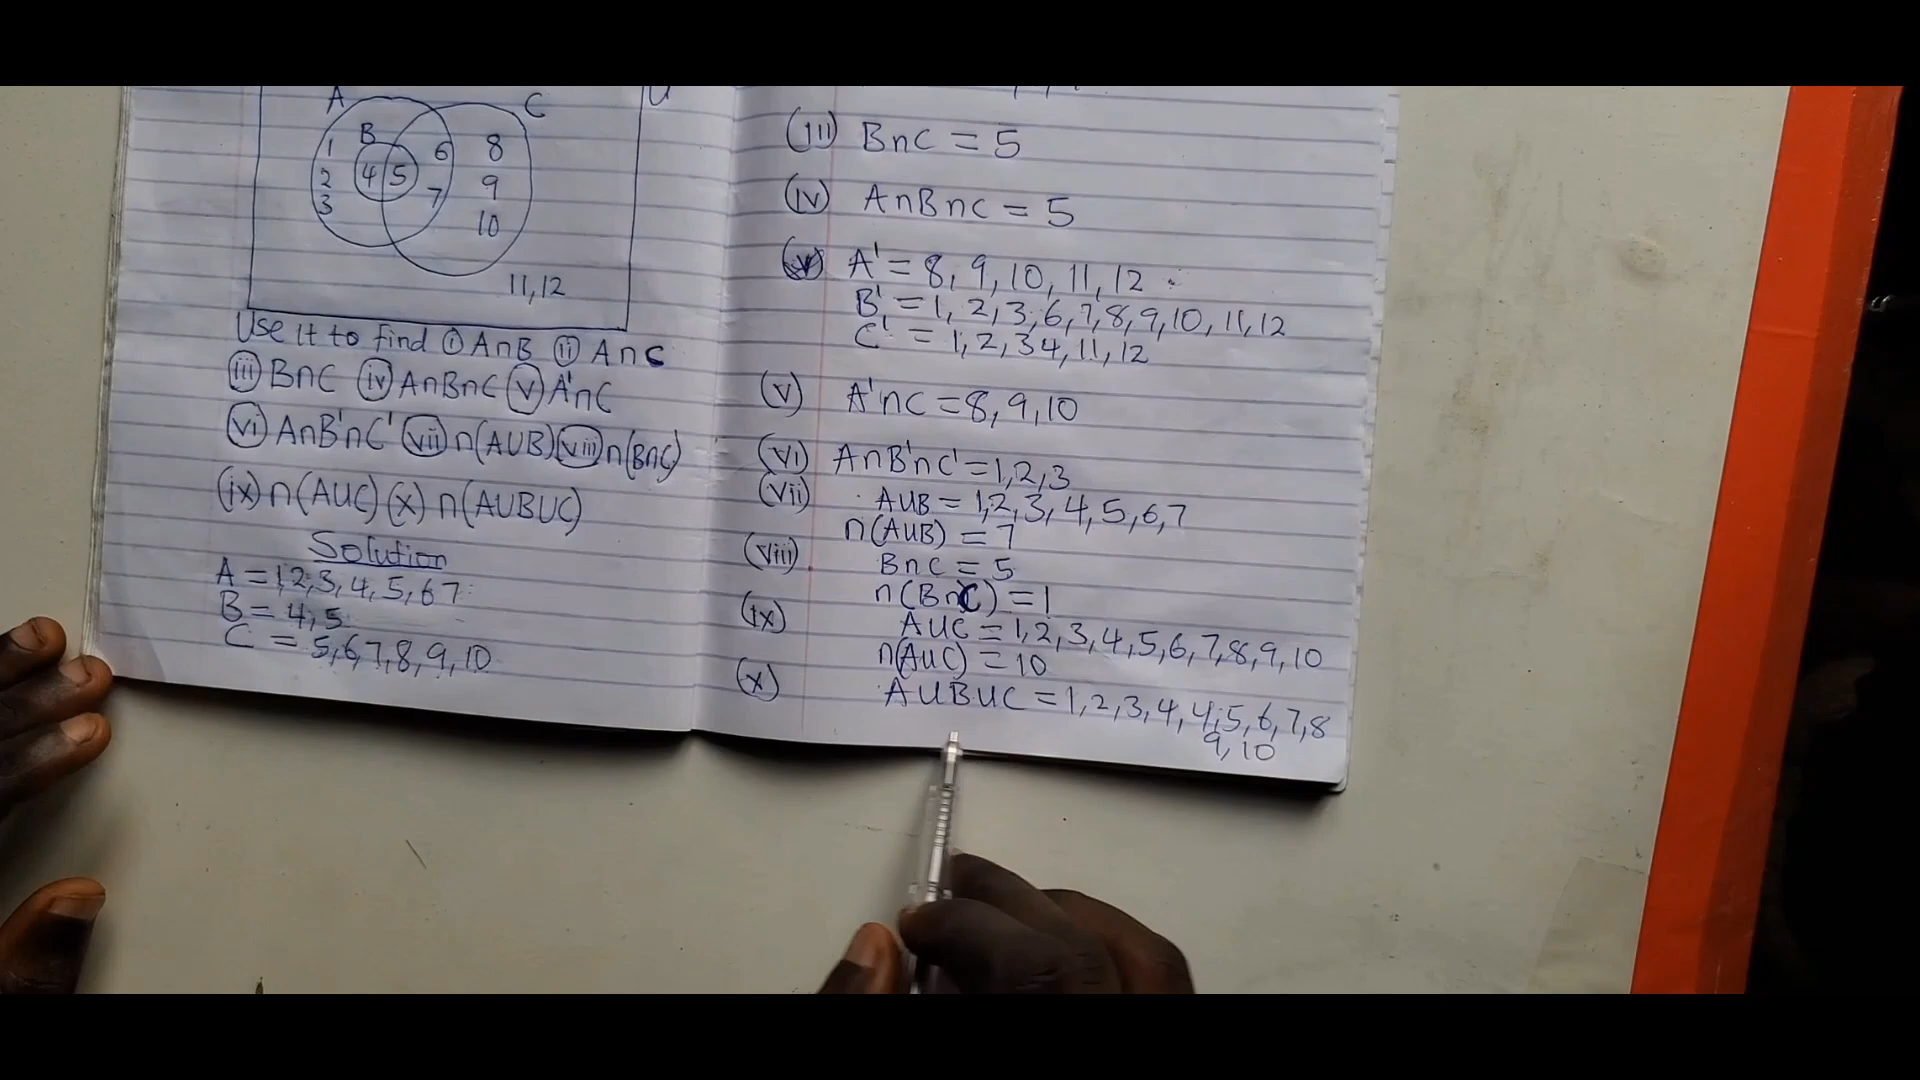 A
C
U
B
1
6
8
2
4
5
9
3
7
10
11,12
Use It to find ⓘ AnB ⓘⓘ AnC
(iii) BnC (iv) AnBnC (v) A'nC
(vi) AnB'nC' (vii) n(AUB) (viii) n(BnC)
(ix) n(AUC) (x) n(AUBUC)
Solution
A = 1,2,3, 4, 5, 6 7
B = 4,5
C = 5,6,7,8,9,10
(iii) BnC = 5
(iv) AnBnC = 5
A' = 8, 9, 10, 11, 12
B' = 1, 2, 3, 6, 7, 8, 9, 10, 11, 12
C' = 1, 2, 3 4, 11, 12
(v) A'nC = 8, 9, 10
(vi) AnB'nC' = 1,2,3
(vii) AUB = 1,2,3, 4, 5, 6, 7
n(AUB) = 7
(viii) BnC = 5
n(BnC) = 1
(ix) AUC = 1,2, 3, 4, 5, 6, 7, 8, 9, 10
n(AUC) = 10
(x) AUBUC = 1,2, 3, 4, 4, 5, 6, 7, 8
9, 10